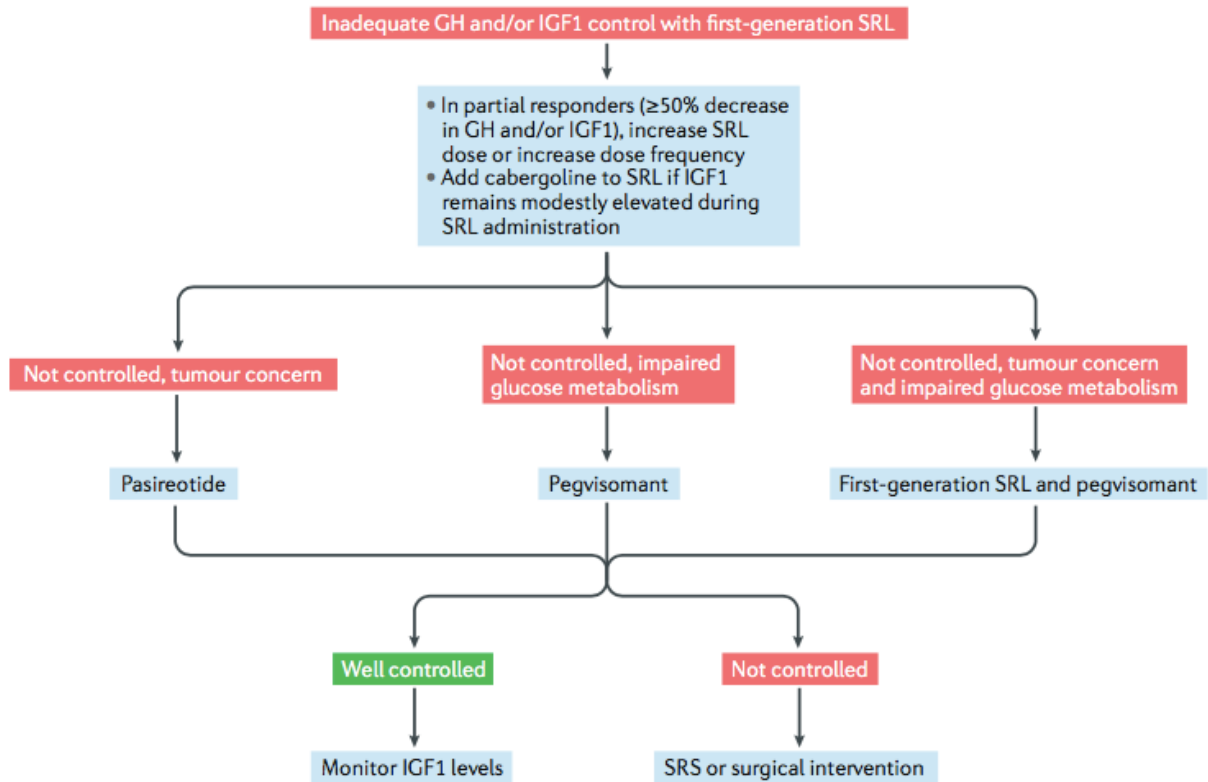 Inadequate GH and/or IGF1 control with first-generation SRL
• In partial responders (≥50% decrease
in GH and/or IGF1), increase SRL
dose or increase dose frequency
• Add cabergoline to SRL if IGF1
remains modestly elevated during
SRL administration
Not controlled, tumour concern
Not controlled, impaired
glucose metabolism
Not controlled, tumour concern
and impaired glucose metabolism
Pasireotide
Pegvisomant
First-generation SRL and pegvisomant
Well controlled
Not controlled
Monitor IGF1 levels
SRS or surgical intervention